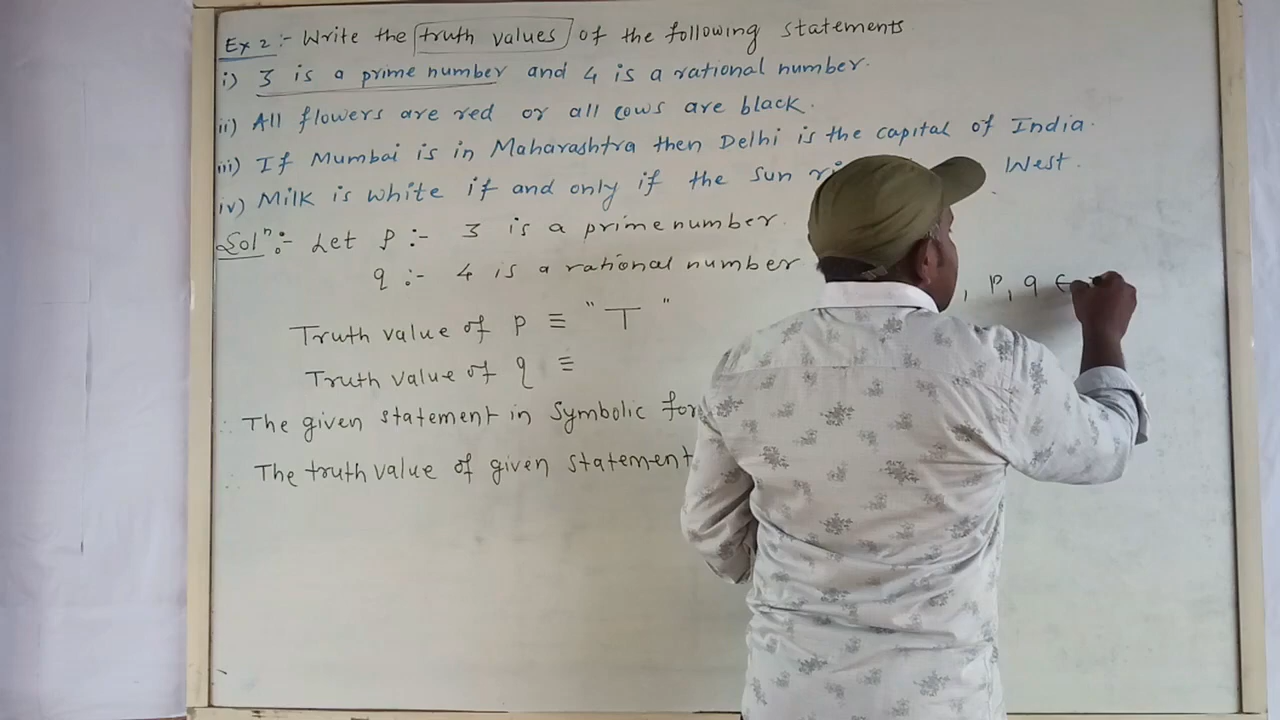 Ex 2 :- Write the truth values of the following statements
i) 3 is a prime number and 4 is a rational number.
ii) All flowers are red or all cows are black.
iii) If Mumbai is in Maharashtra then Delhi is the capital of India.
iv) Milk is white if and only if the sun West.
Solⁿ :- Let p :- 3 is a prime number.
q :- 4 is a rational number
, p, q ∈
Truth value of p ≡ "T"
Truth value of q ≡
∴ The given statement in symbolic
∴ The truth value of given statement